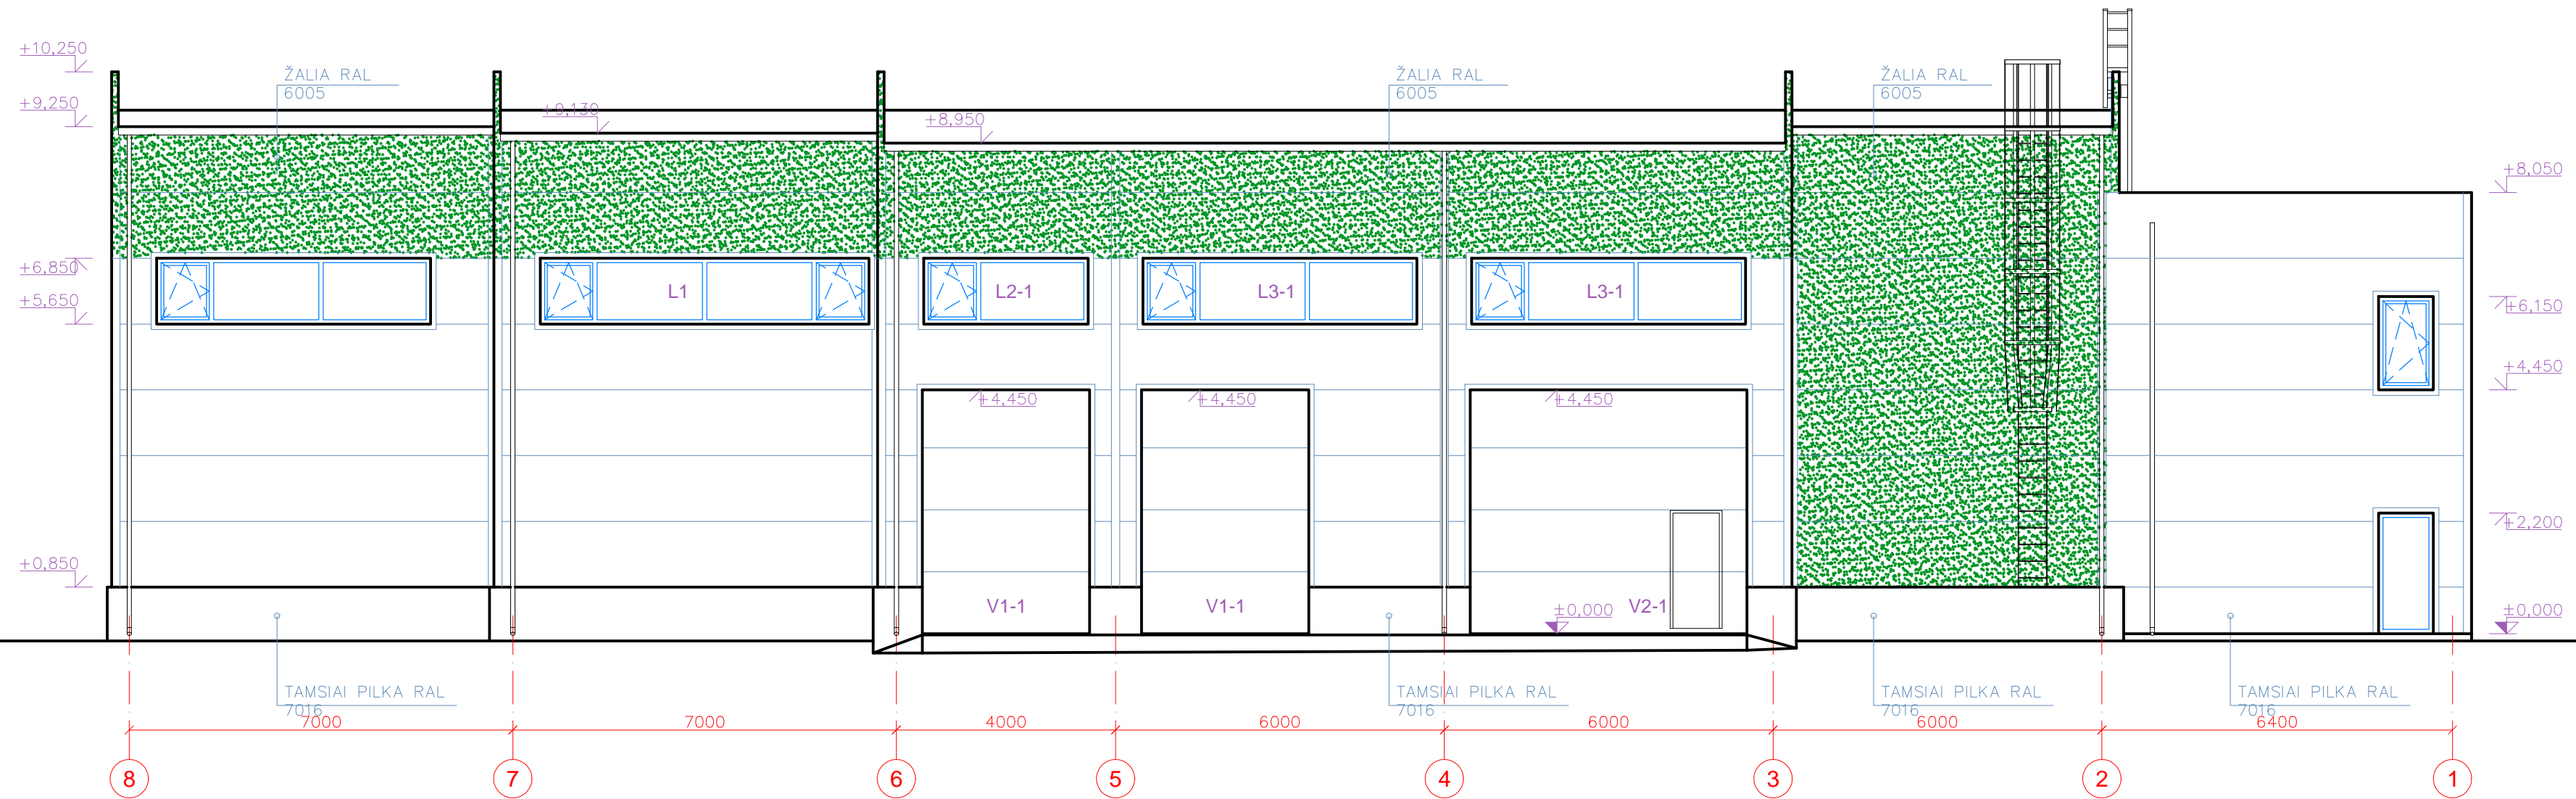 +10,250
ŽALIA RAL
6005
ŽALIA RAL
6005
ŽALIA RAL
6005
+9,250
+9,130
+8,950
+8,050
+6,850
+5,650
L1
L2-1
L3-1
L3-1
+6,150
+4,450
+4,450
+4,450
+4,450
+2,200
+0,850
V1-1
V1-1
±0,000
V2-1
±0,000
TAMSIAI PILKA RAL
7016
TAMSIAI PILKA RAL
7016
TAMSIAI PILKA RAL
7016
TAMSIAI PILKA RAL
7016
7000
7000
4000
6000
6000
6000
6400
8
7
6
5
4
3
2
1